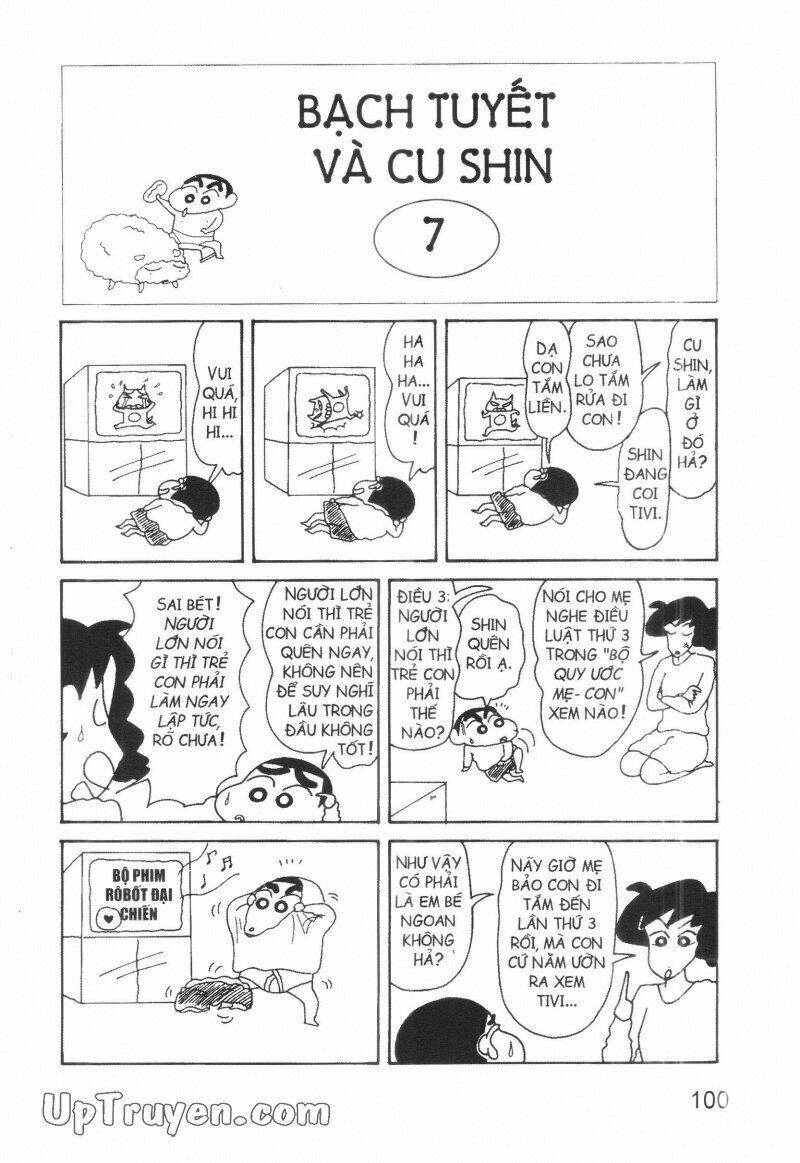 BẠCH TUYẾT
VÀ CU SHIN
7
CU
SHIN,
LÀM
GÌ
Ở
ĐÓ
HẢ?
SHIN
ĐANG
COI
TIVI.
SAO
CHƯA
LO TẮM
RỬA ĐI
CON!
DẠ
CON
TẮM
LIỀN.
HA
HA
HA...
VUI
QUÁ
!
VUI
QUÁ,
HI HI
HI...
NÓI CHO MẸ
NGHE ĐIỀU
LUẬT THỨ 3
TRONG "BỘ
QUY ƯỚC
MẸ-CON"
XEM NÀO!
SHIN
QUÊN
RỒI Ạ.
ĐIỀU 3:
NGƯỜI
LỚN
NÓI THÌ
TRẺ CON
PHẢI
THẾ
NÀO?
NGƯỜI LỚN
NÓI THÌ TRẺ
CON CẦN PHẢI
QUÊN NGAY,
KHÔNG NÊN
ĐỂ SUY NGHĨ
LÂU TRONG
ĐẦU KHÔNG
TỐT!
SAI BÉT!
NGƯỜI
LỚN NÓI
GÌ THÌ TRẺ
CON PHẢI
LÀM NGAY
LẬP TỨC,
RÕ CHƯA!
NÃY GIỜ MẸ
BẢO CON ĐI
TẮM ĐẾN
LẦN THỨ 3
RỒI, MÀ CON
CỨ NẰM ƯỜN
RA XEM
TIVI...
NHƯ VẬY
CÓ PHẢI
LÀ EM BÉ
NGOAN
KHÔNG
HẢ?
BỘ PHIM
RÔBỐT ĐẠI
CHIẾN
UpTruyen.com
100